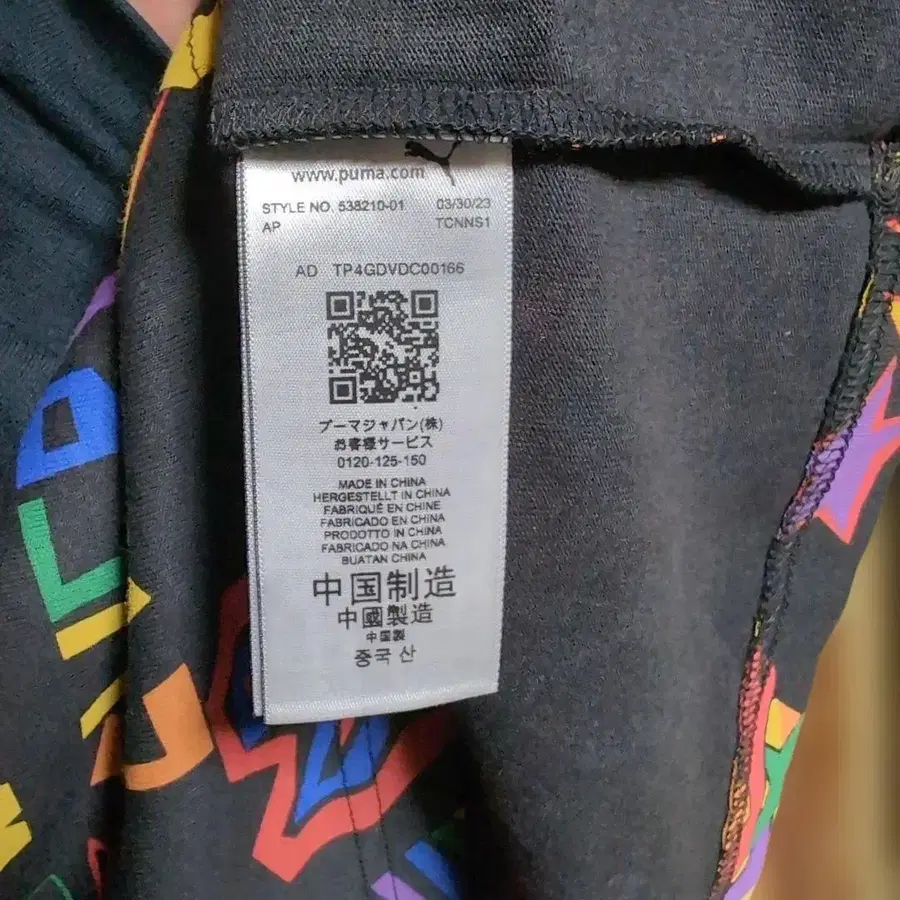 www.puma.com
STYLE NO. 538210-01 03/30/23
AP TCNNS1
AD TP4GDVDC00166
プーマジャパン(株)
お客様サービス
0120-125-150
MADE IN CHINA
HERGESTELLT IN CHINA
FABRIQUÉ EN CHINE
FABRICADO EN CHINA
PRODOTTO IN CHINA
FABRICADO NA CHINA
BUATAN CHINA
中国制造
中國製造
中国製
중국 산